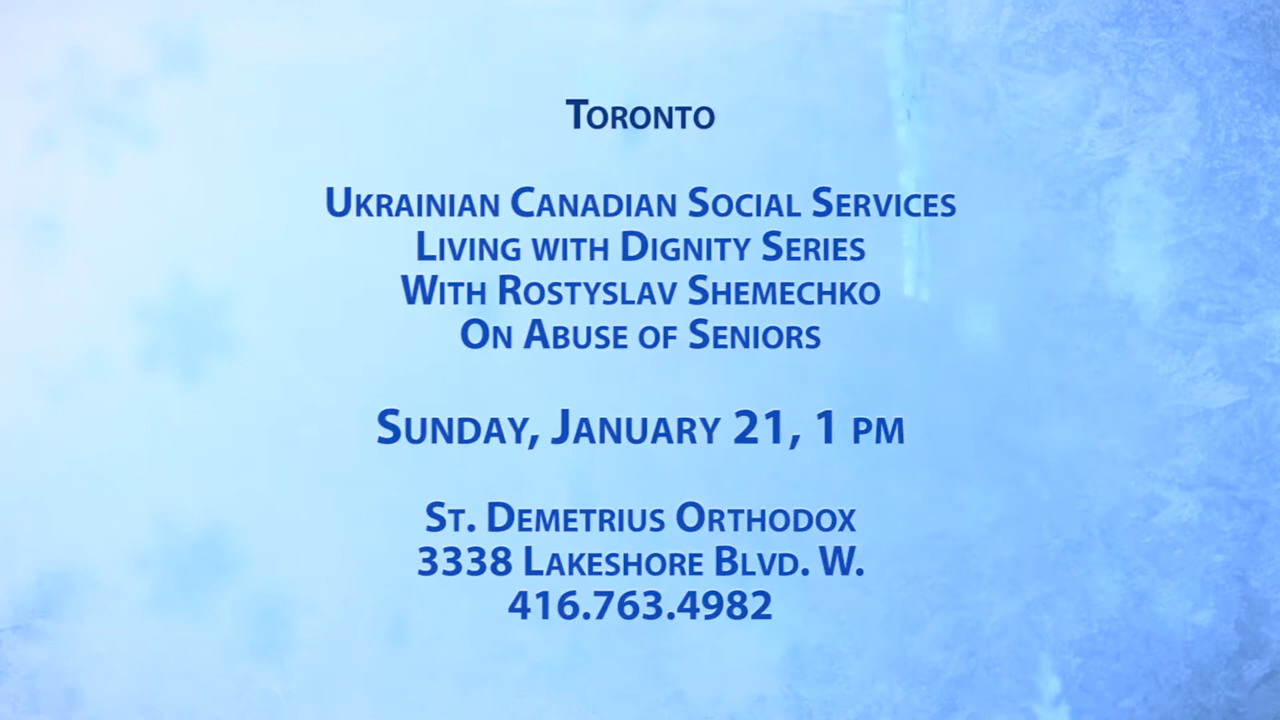 Toronto
Ukrainian Canadian Social Services
Living with Dignity Series
With Rostyslav Shemechko
On Abuse of Seniors
Sunday, January 21, 1 pm
St. Demetrius Orthodox
3338 Lakeshore Blvd. W.
416.763.4982